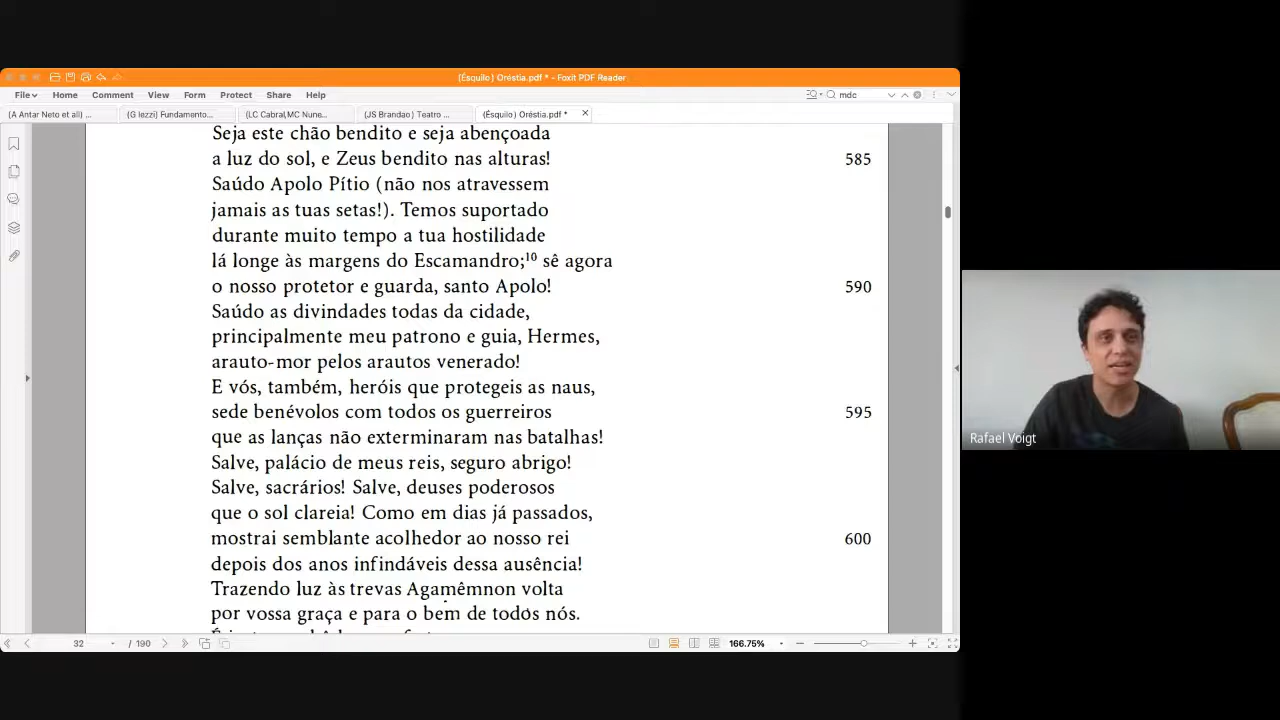 (Ésquilo) Oréstia.pdf * - Foxit PDF Reader
File Home Comment View Form Protect Share Help
mdc
(A Antar Neto et all) ...
(G Iezzi) Fundamento...
(LC Cabral,MC Nune...
(JS Brandao) Teatro ...
(Ésquilo) Oréstia.pdf *
Seja este chão bendito e seja abençoada
a luz do sol, e Zeus bendito nas alturas! 585
Saúdo Apolo Pítio (não nos atravessem
jamais as tuas setas!). Temos suportado
durante muito tempo a tua hostilidade
lá longe às margens do Escamandro;¹⁰ sê agora
o nosso protetor e guarda, santo Apolo! 590
Saúdo as divindades todas da cidade,
principalmente meu patrono e guia, Hermes,
arauto-mor pelos arautos venerado!
E vós, também, heróis que protegeis as naus,
sede benévolos com todos os guerreiros 595
que as lanças não exterminaram nas batalhas!
Salve, palácio de meus reis, seguro abrigo!
Salve, sacrários! Salve, deuses poderosos
que o sol clareia! Como em dias já passados,
mostrai semblante acolhedor ao nosso rei 600
depois dos anos infindáveis dessa ausência!
Trazendo luz às trevas Agamêmnon volta
por vossa graça e para o bem de todos nós.
32 / 190
166.75%
Rafael Voigt